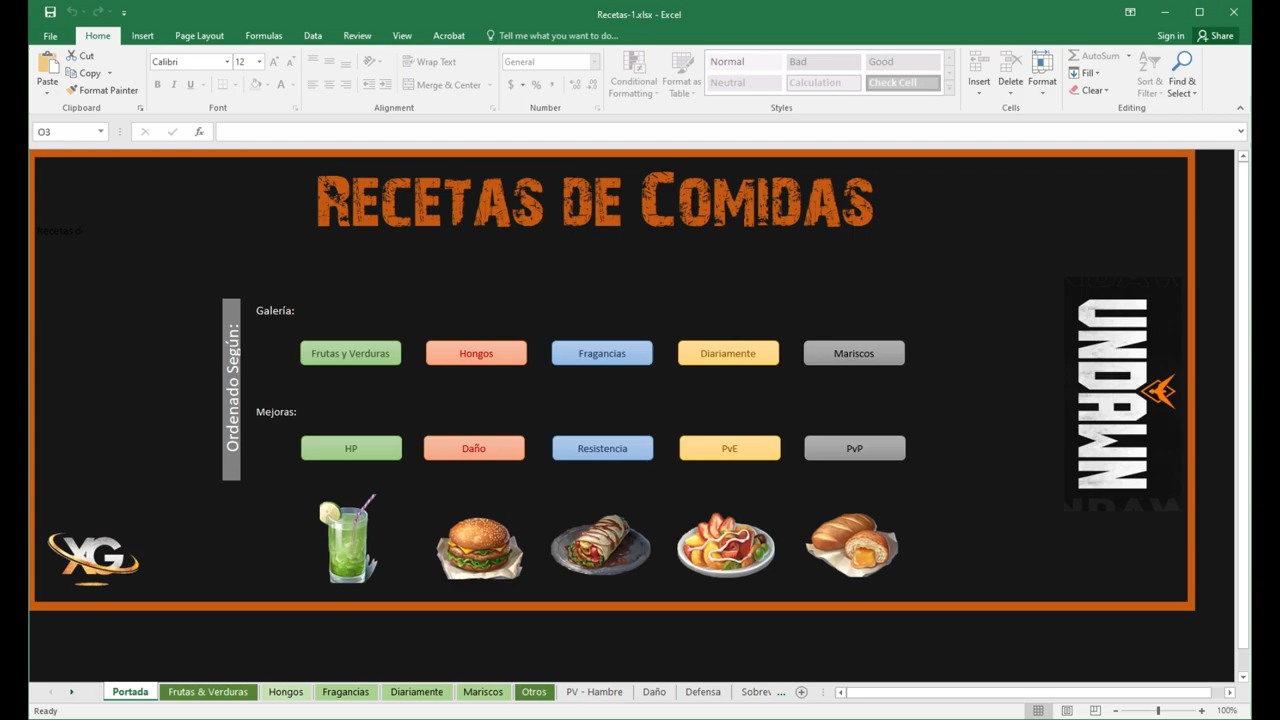 Recetas-1.xlsx - Excel
File
Home
Insert
Page Layout
Formulas
Data
Review
View
Acrobat
Tell me what you want to do...
Sign in
Share
Paste
Cut
Copy
Format Painter
Clipboard
Calibri
12
A
A
B
I
U
A
Font
Wrap Text
Merge & Center
Alignment
General
$
%
Number
Conditional Formatting
Format as Table
Normal
Bad
Good
Neutral
Calculation
Check Cell
Styles
Insert
Delete
Format
Cells
AutoSum
Fill
Clear
Sort & Filter
Find & Select
Editing
O3
fx
Recetas de Comidas
Recetas d
Ordenado Según:
Galería:
Frutas y Verduras
Hongos
Fragancias
Diariamente
Mariscos
Mejoras:
HP
Daño
Resistencia
PvE
PvP
UNDAWN
XG
Portada
Frutas & Verduras
Hongos
Fragancias
Diariamente
Mariscos
Otros
PV - Hambre
Daño
Defensa
Sobrev ...
Ready
100%